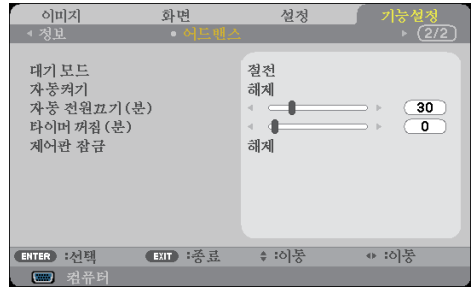 이미지 화면 설정 기능설정
정보 어드밴스 (2/2)
대기 모드 절전
자동켜기 해제
자동 전원끄기(분) 30
타이머 꺼짐(분) 0
제어판 잠금 해제
ENTER :선택 EXIT :종료 :이동 :이동
컴퓨터